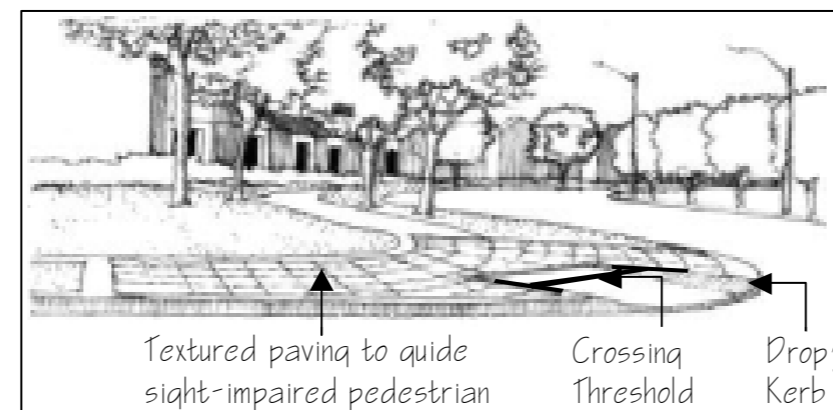 Textured paving to guide
sight-impaired pedestrian
Crossing
Threshold
Kerb